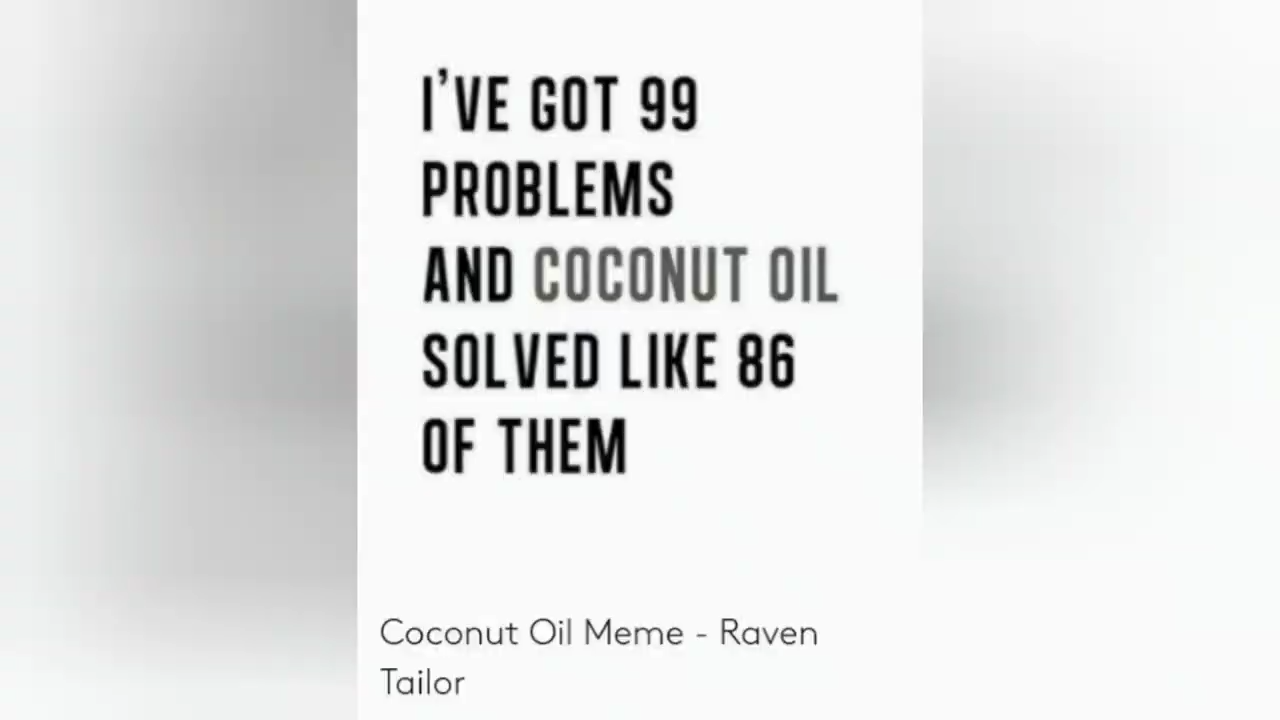 I'VE GOT 99
PROBLEMS
AND COCONUT OIL
SOLVED LIKE 86
OF THEM
Coconut Oil Meme - Raven
Tailor